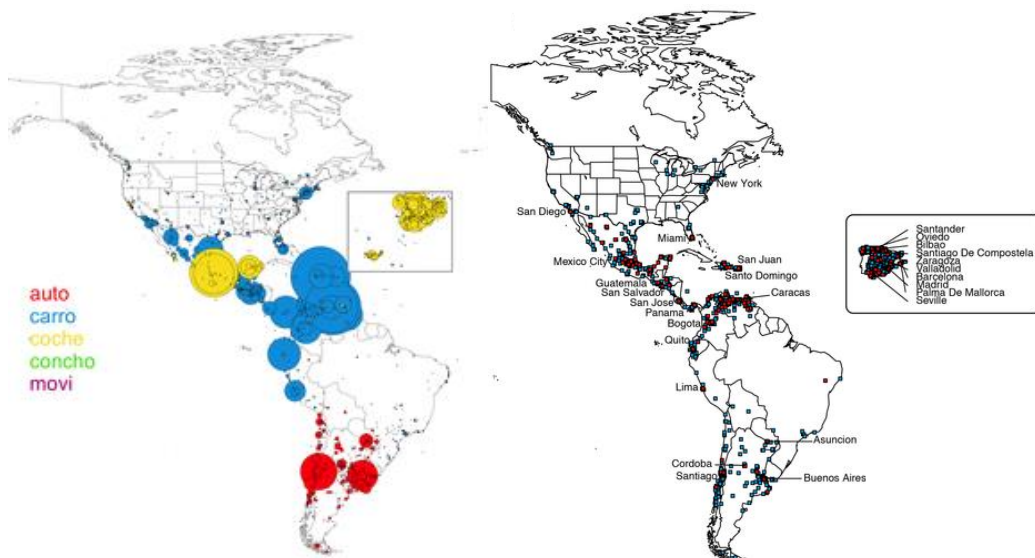 auto
carro
coche
concho
movi
New York
San Diego
Miami
Mexico City
San Juan
Santo Domingo
Guatemala
San Salvador
San Jose
Panama
Caracas
Bogota
Quito
Lima
Asuncion
Cordoba
Santiago
Buenos Aires
Santander
Oviedo
Bilbao
Santiago De Compostela
Zaragoza
Valladolid
Barcelona
Madrid
Palma De Mallorca
Seville